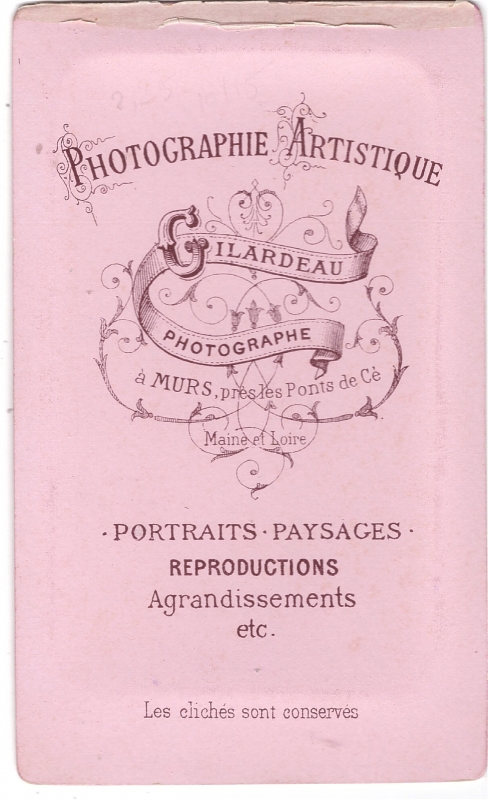 PHOTOGRAPHIE ARTISTIQUE
GILARDEAU
PHOTOGRAPHE
à MURS, près les Ponts de Cè
Maine et Loire
· PORTRAITS · PAYSAGES ·
REPRODUCTIONS
Agrandissements
etc.
Les clichés sont conservés